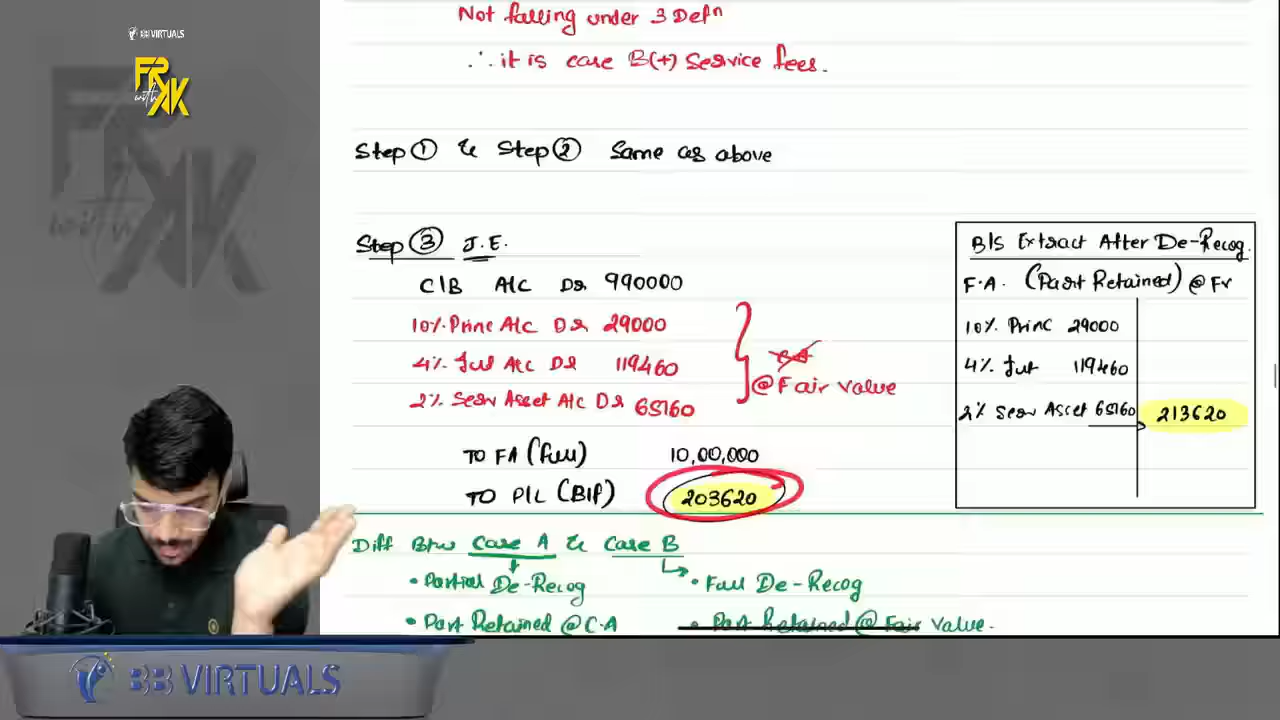 BB VIRTUALS
FR
with
KK
Not falling under 3 Defn
∴ it is case B(+) Service fees.
Step ① & Step ② Same as above
Step ③ J.E.
C/B A/C Dr 990000
10% Princ A/c Dr 29000
4% Int A/c Dr 119460
2% Serv Asset A/c Dr 65160
@ Fair value
To FA (full) 10,00,000
To P/L (B/F) 203620
B/S Extract After De-Recog.
F.A. (Part Retained) @ FV
10% Princ 29000
4% Int 119460
2% Serv Asset 65160 213620
Diff Btw Case A & Case B
• Partial De-Recog • Full De-Recog
• Part Retained @ C.A • Part Retained @ Fair Value.
BB VIRTUALS